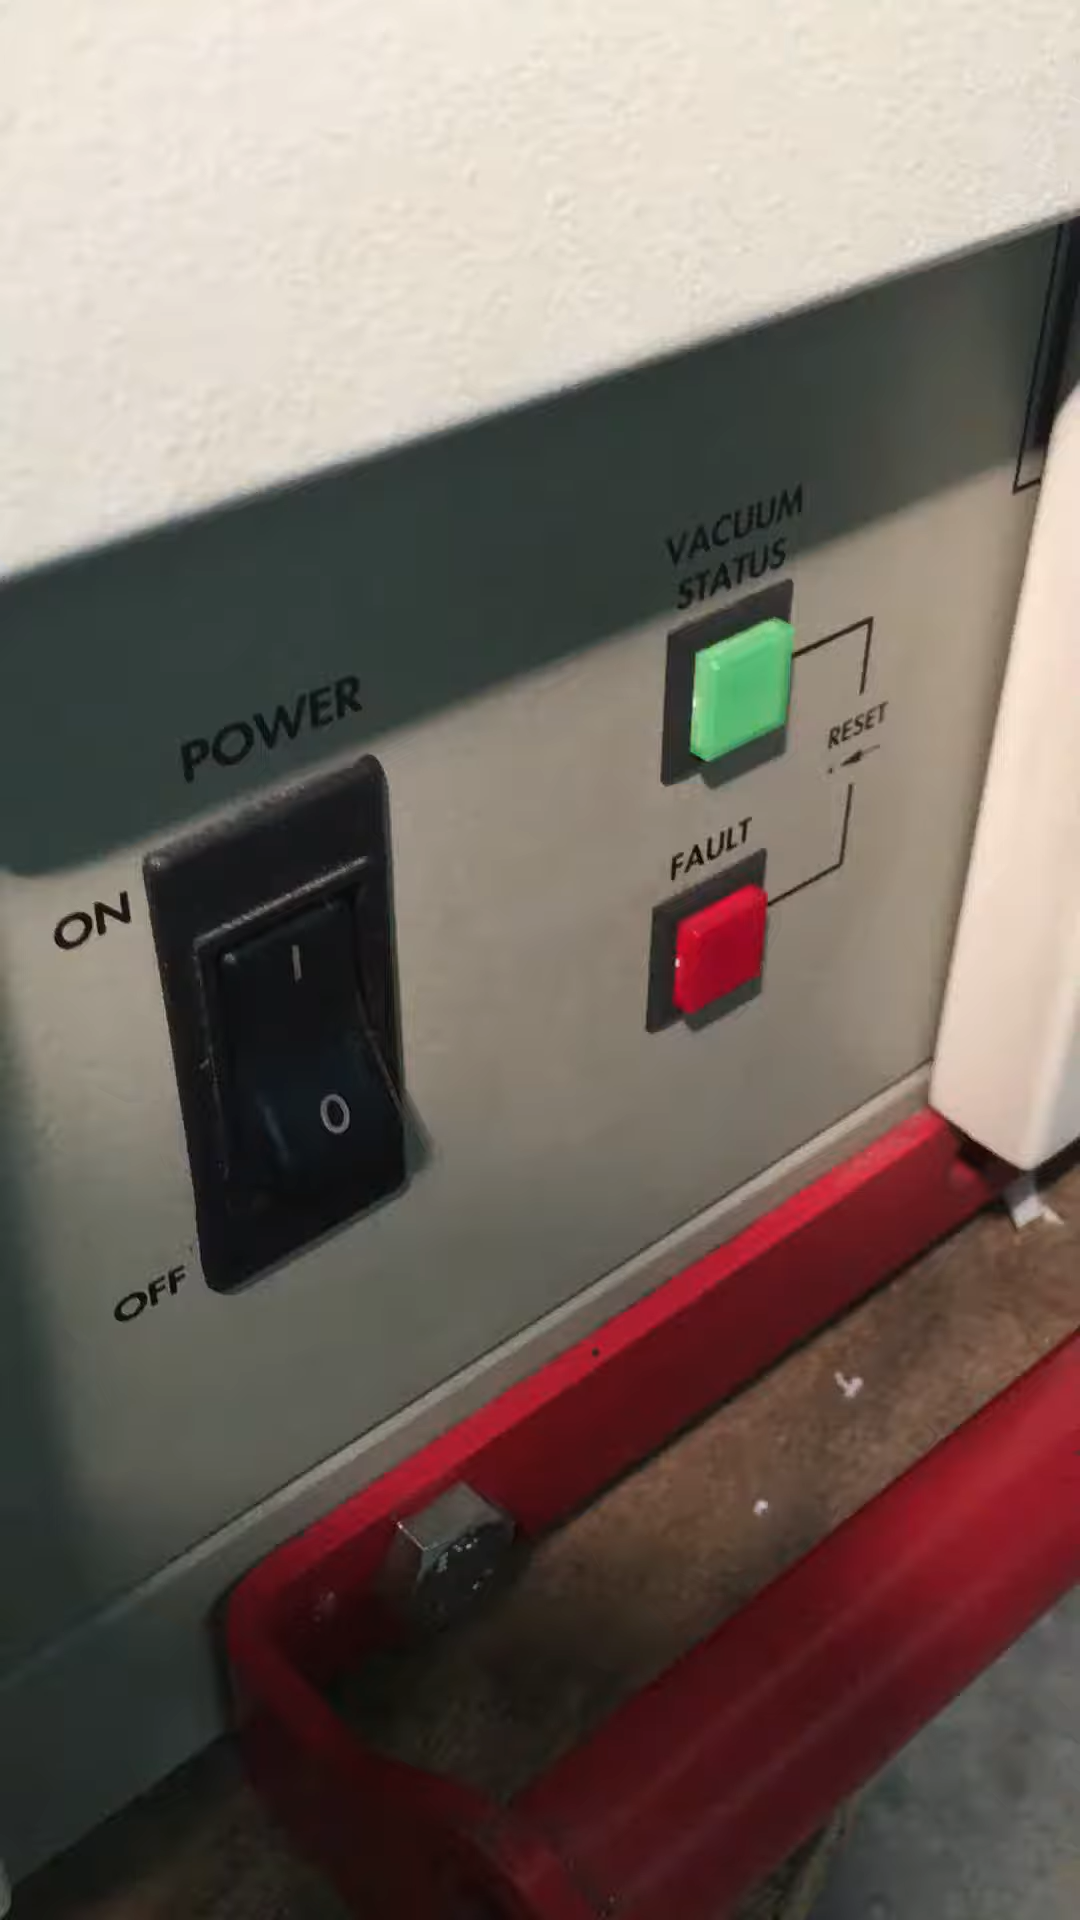 VACUUM
STATUS
RESET
POWER
ON
I
O
OFF
FAULT